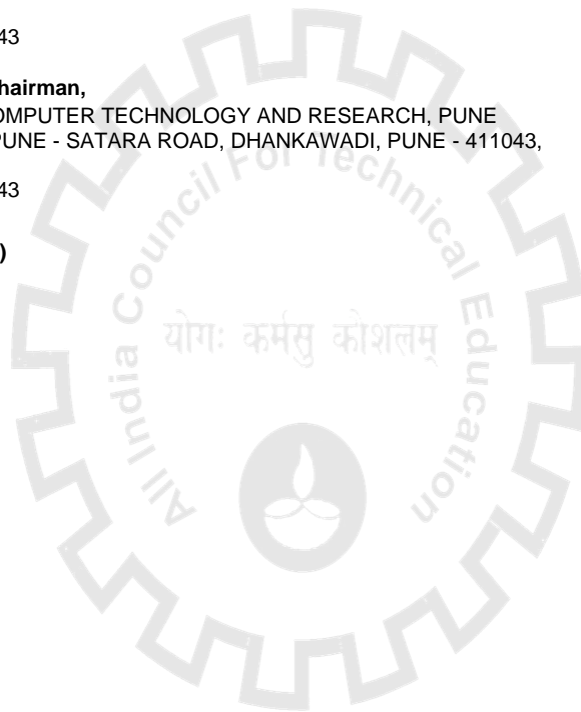 43
hairman,
OMPUTER TECHNOLOGY AND RESEARCH, PUNE
PUNE - SATARA ROAD, DHANKAWADI, PUNE - 411043,
43
)
All India Council For Technical Education
योगः कर्मसु कौशलम्